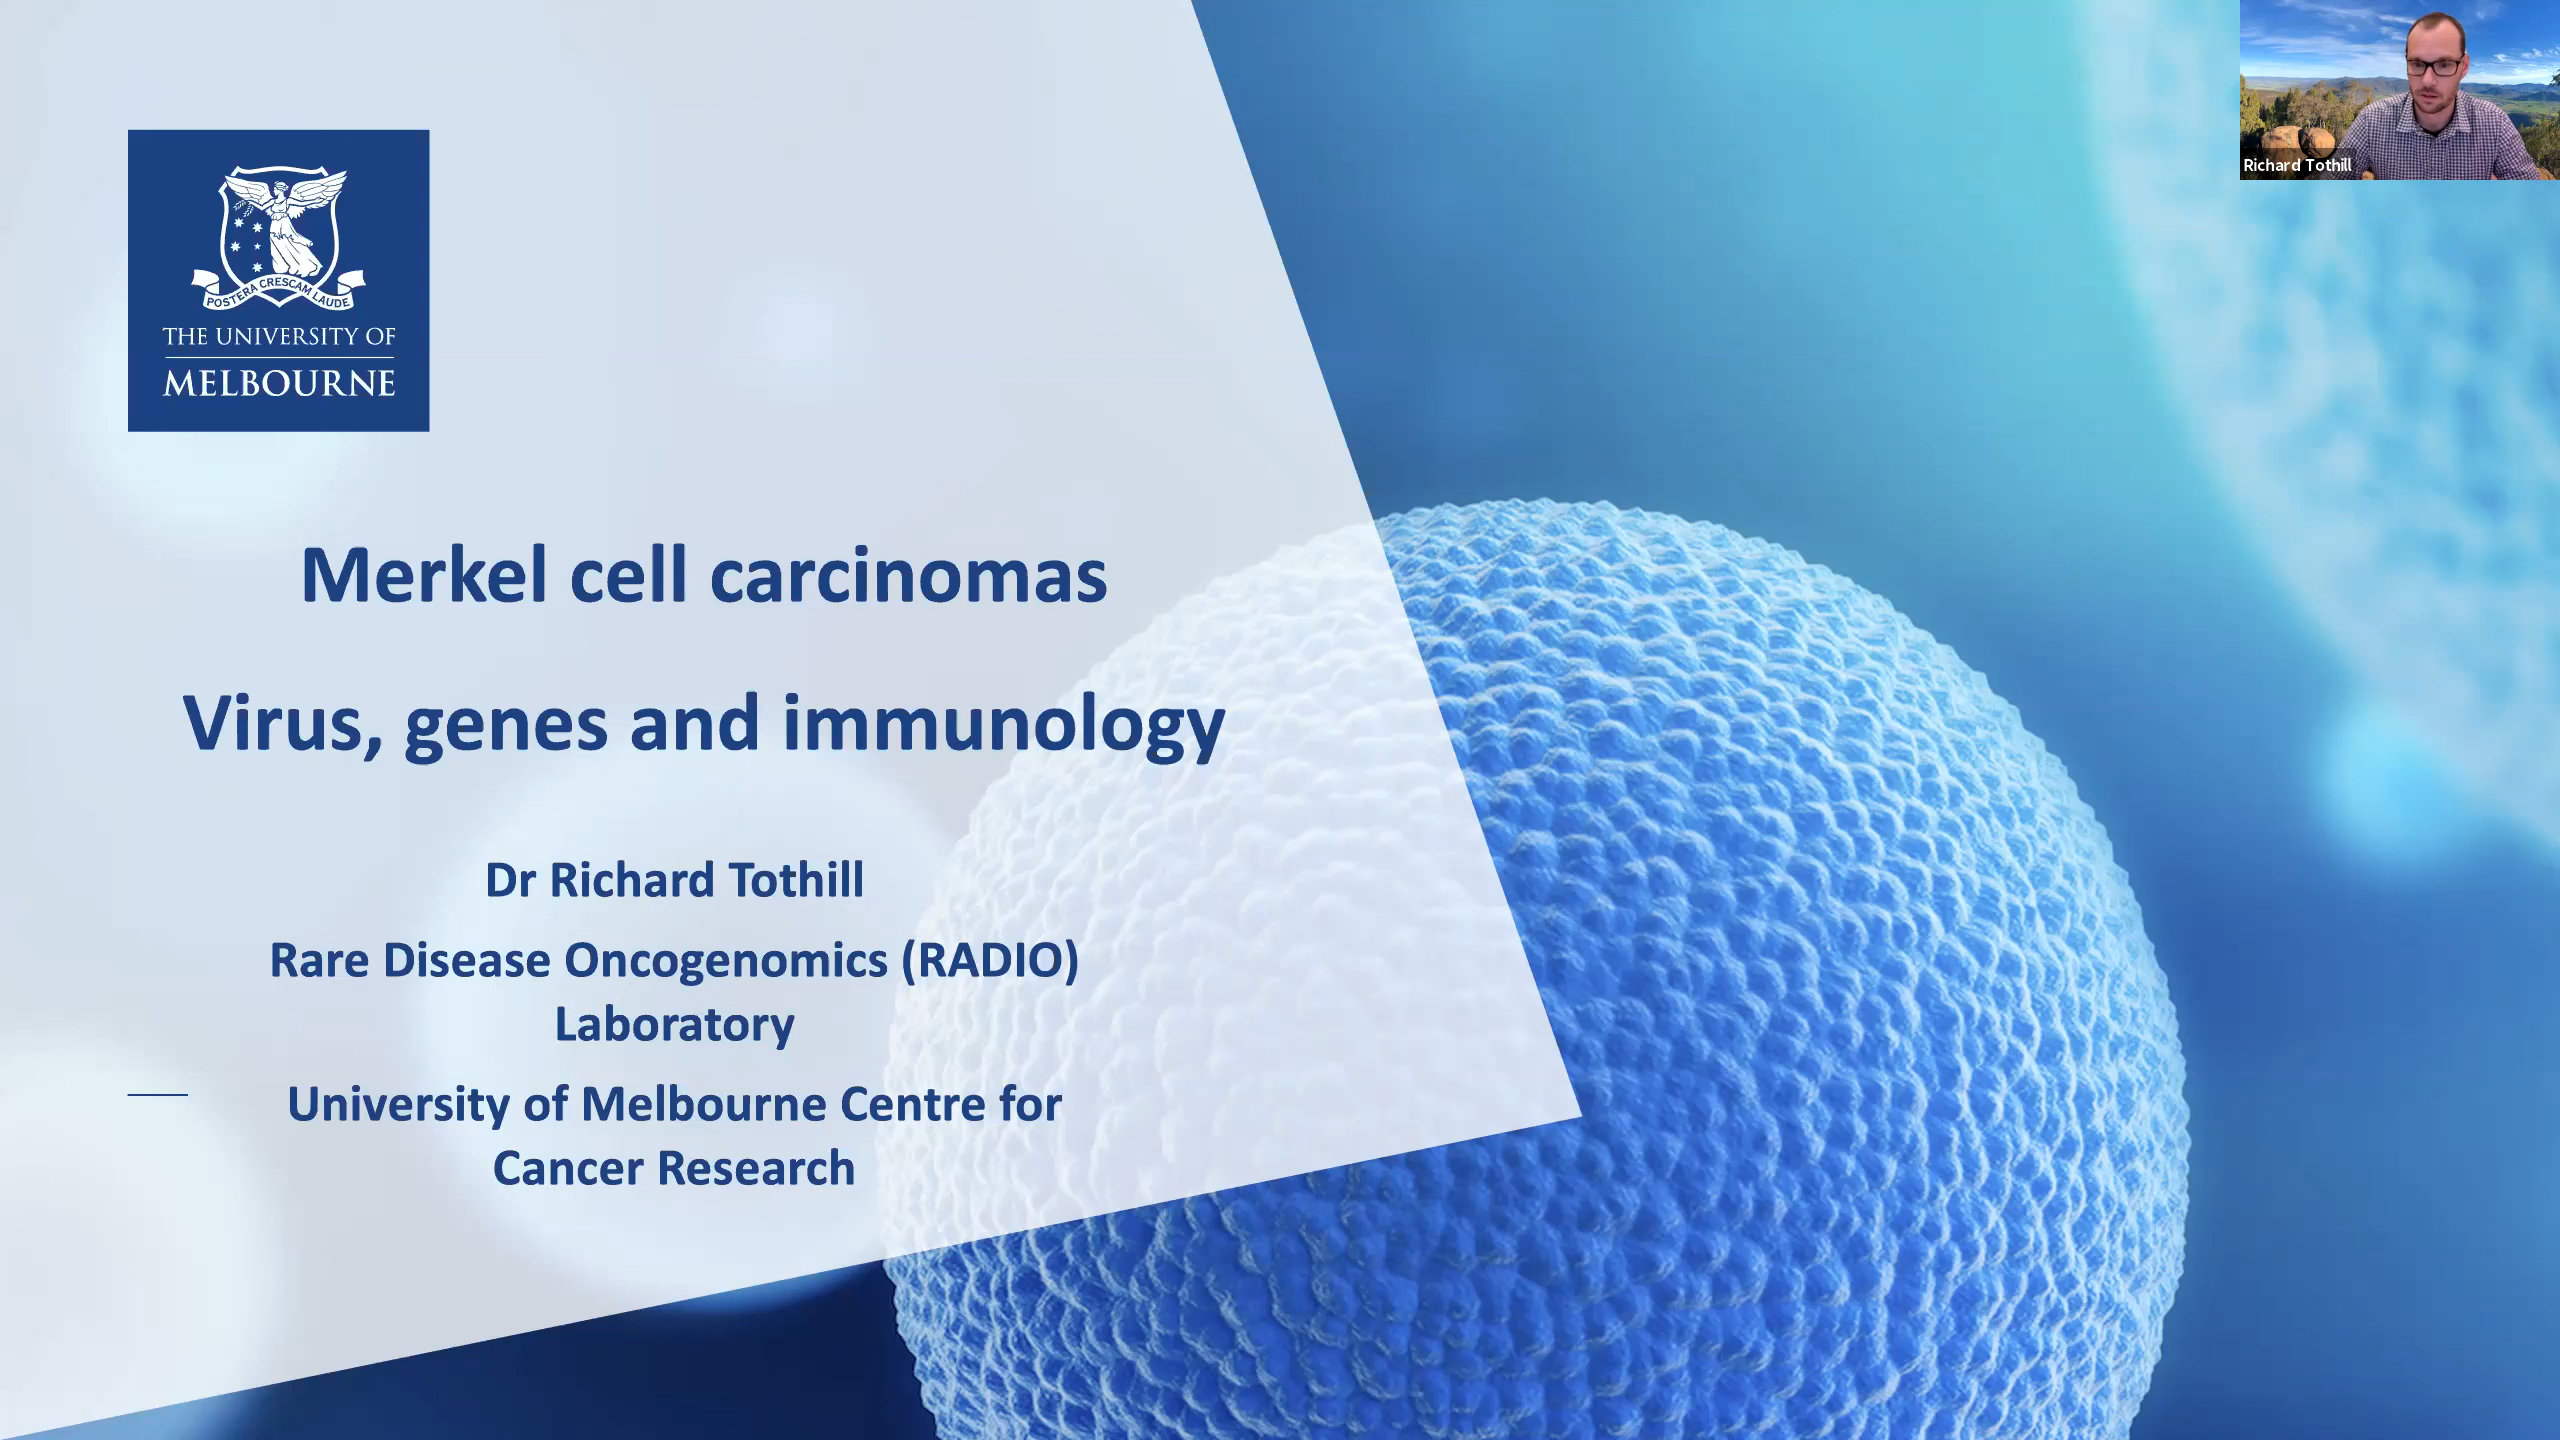 POSTERA CRESCAM LAUDE
THE UNIVERSITY OF
MELBOURNE
Merkel cell carcinomas
Virus, genes and immunology
Dr Richard Tothill
Rare Disease Oncogenomics (RADIO)
Laboratory
University of Melbourne Centre for
Cancer Research
Richard Tothill